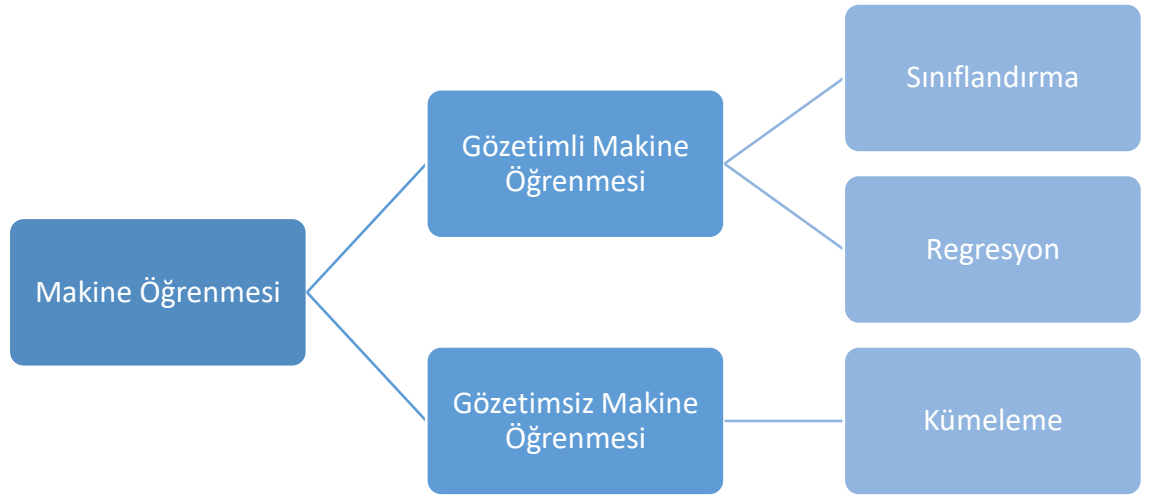 Makine Öğrenmesi
Gözetimli Makine
Öğrenmesi
Sınıflandırma
Regresyon
Gözetimsiz Makine
Öğrenmesi
Kümeleme